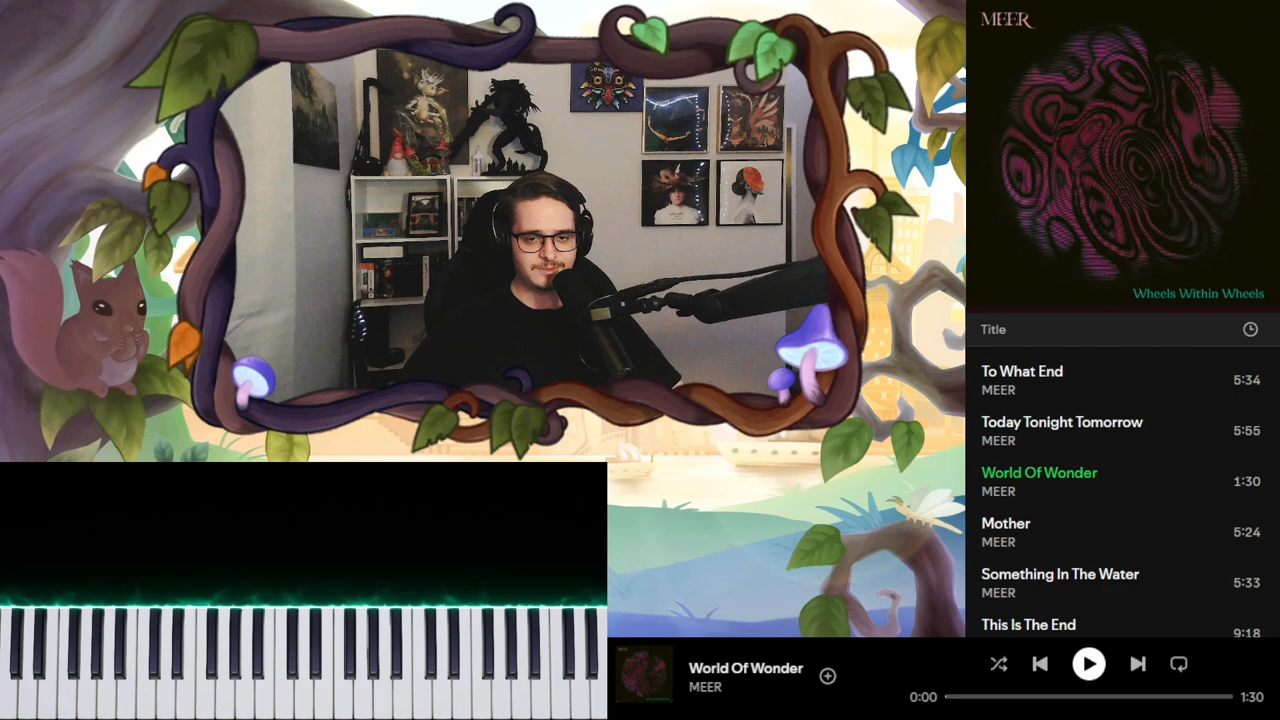 MEER
Wheels Within Wheels
Title
To What End
MEER
5:34
Today Tonight Tomorrow
MEER
5:55
World Of Wonder
MEER
1:30
Mother
MEER
5:24
Something In The Water
MEER
5:33
This Is The End
9:18
World Of Wonder
MEER
0:00
1:30